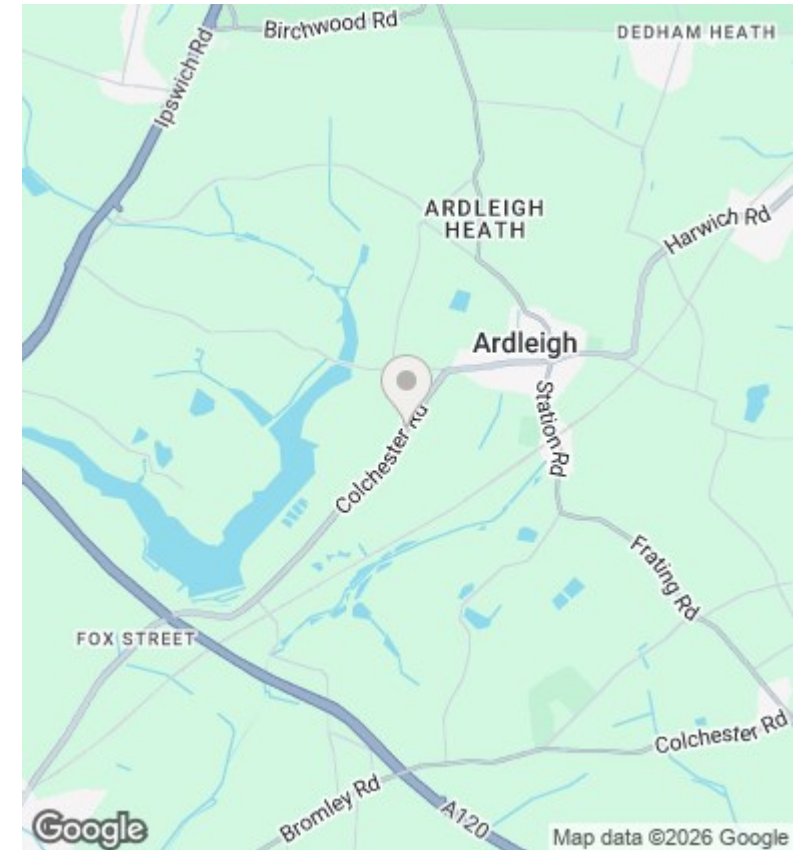 Birchwood Rd
DEDHAM HEATH
Ipswich Rd
ARDLEIGH
HEATH
Harwich Rd
Ardleigh
Colchester Rd
Station Rd
Frating Rd
FOX STREET
Colchester Rd
Bromley Rd
A120
Google
Map data ©2026 Google